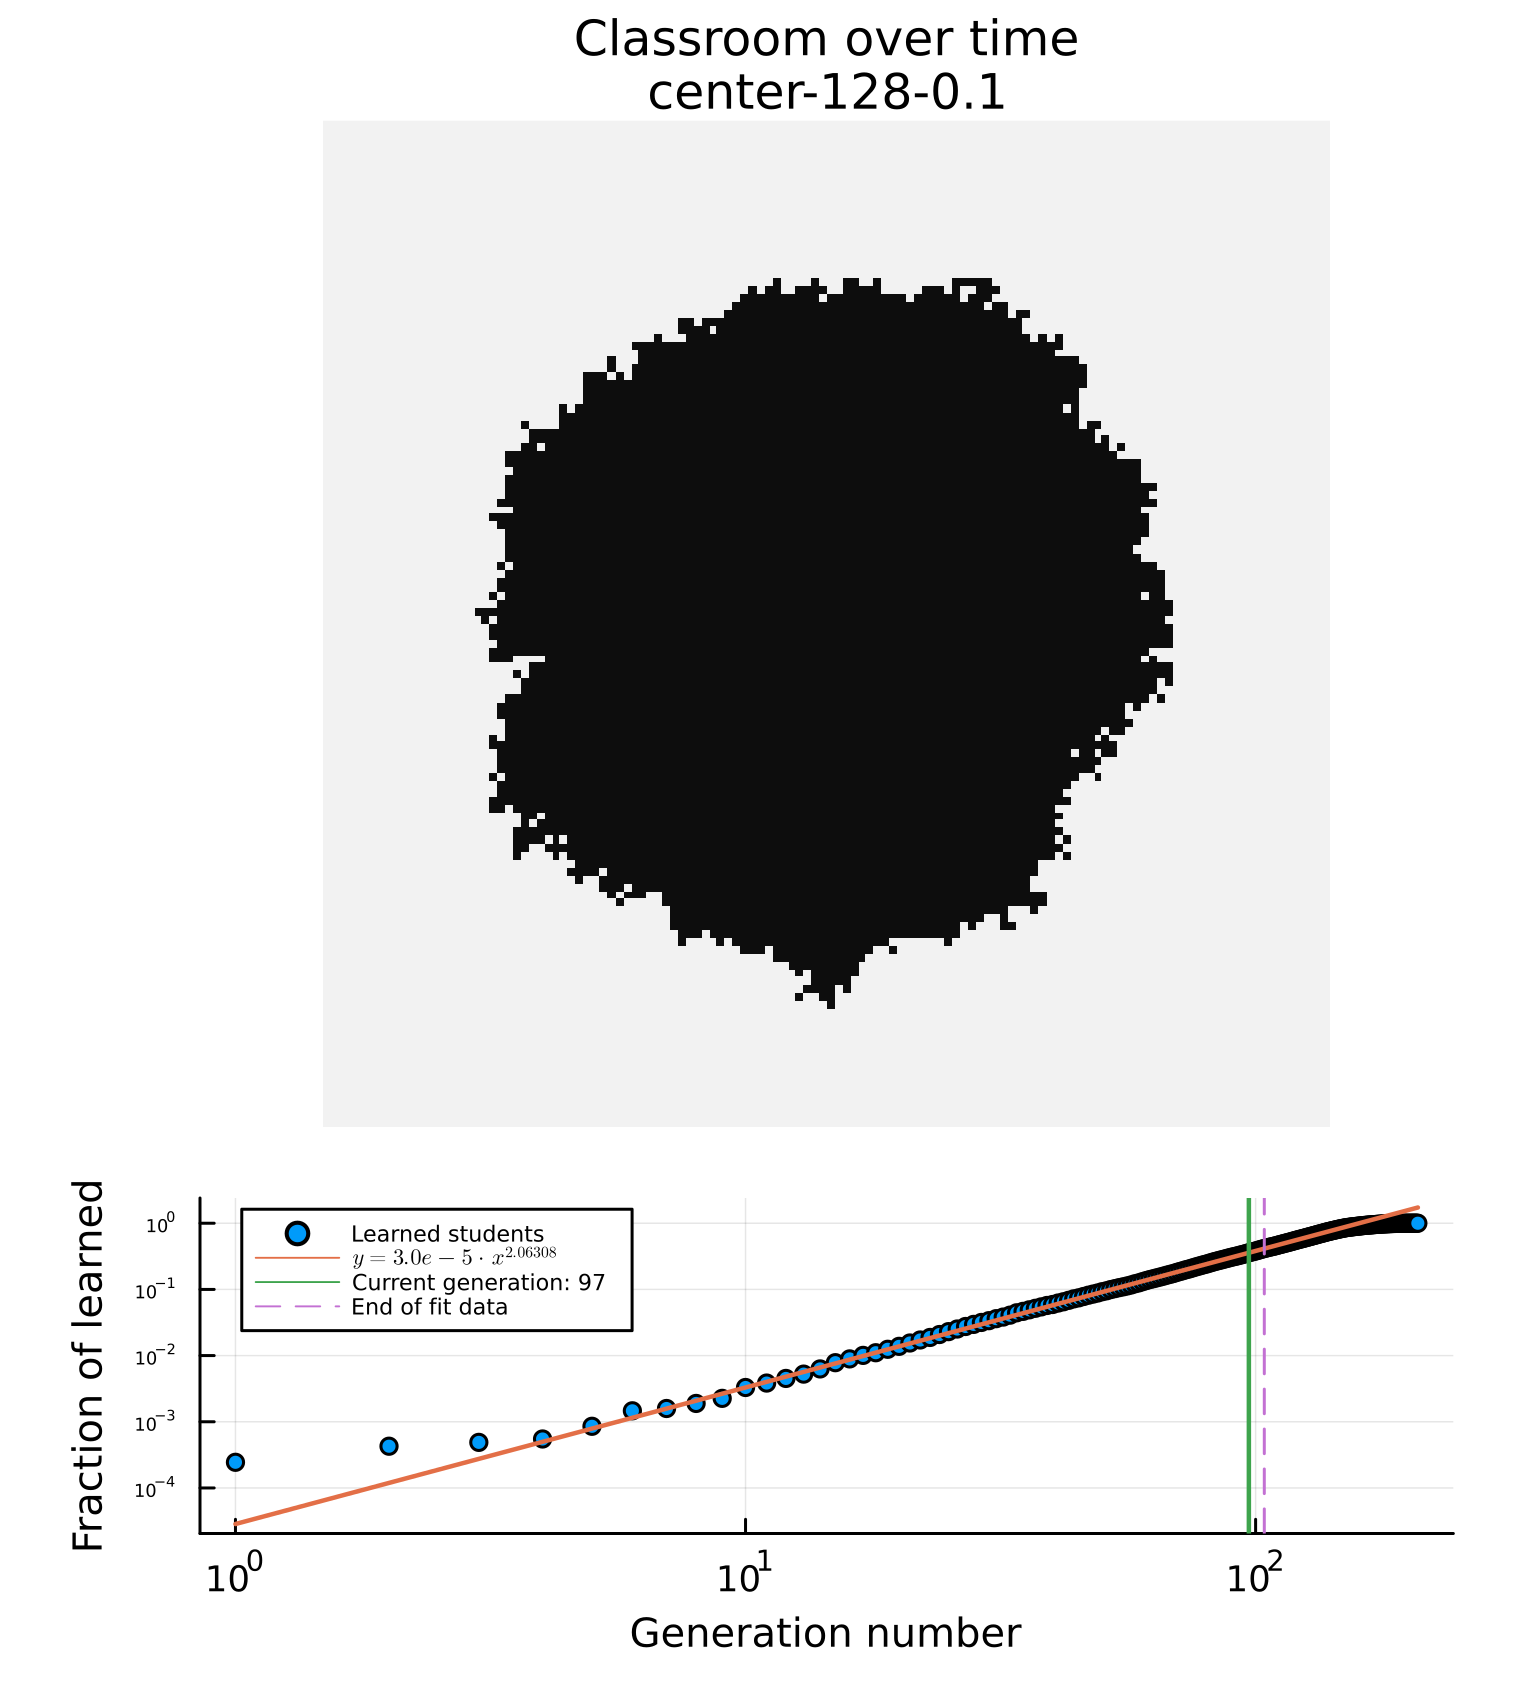 Classroom over time
center-128-0.1
Fraction of learned
10^0
10^-1
10^-2
10^-3
10^-4
Learned students
y = 3.0e − 5 · x^2.06308
Current generation: 97
End of fit data
10^0 10^1 10^2
Generation number